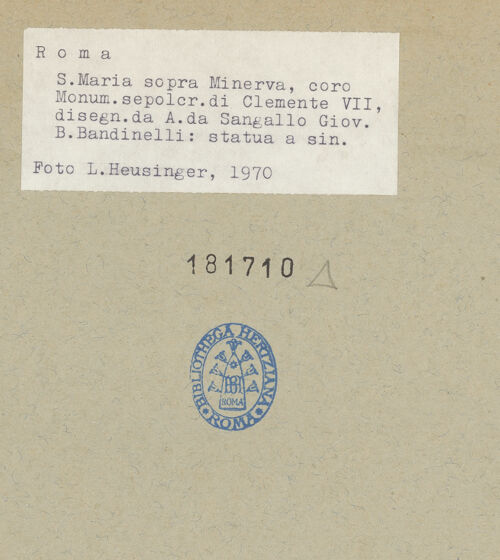 Roma
S.Maria sopra Minerva, coro
Monum.sepolcr.di Clemente VII,
disegn.da A.da Sangallo Giov.
B.Bandinelli: statua a sin.
Foto L.Heusinger, 1970
181710
BIBLIOTHECA HERTZIANA
ROMA
ROMA